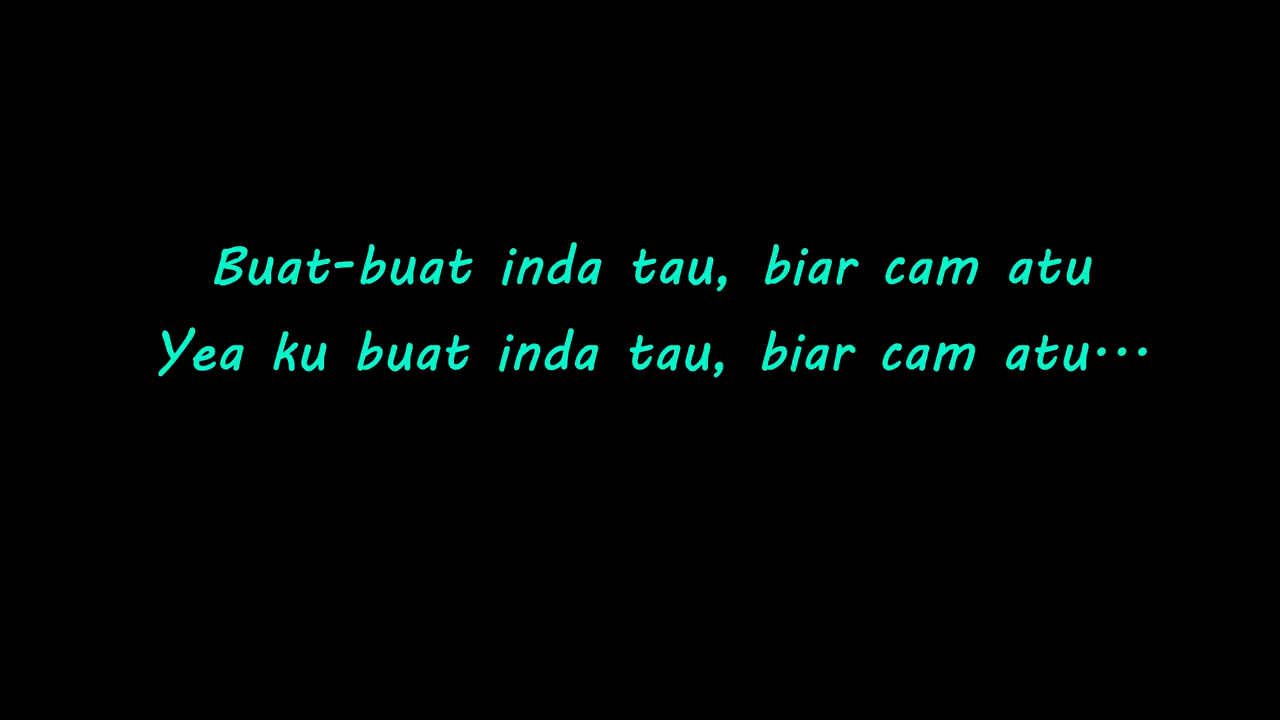 Buat-buat inda tau, biar cam atu
Yea ku buat inda tau, biar cam atu...